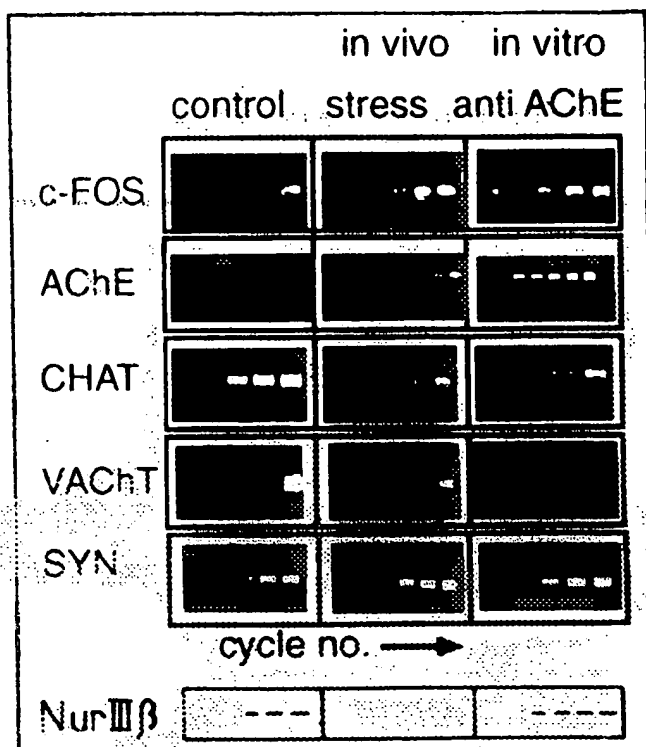 in vivo in vitro
control stress anti AChE
c-FOS
AChE
CHAT
VAChT
SYN
cycle no.
NurIIIβ